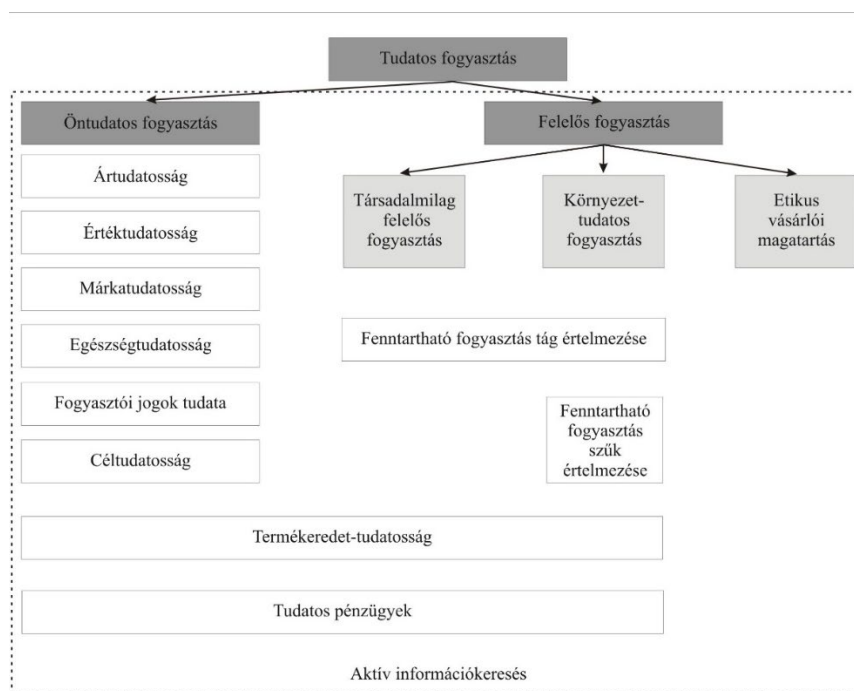 Tudatos fogyasztás
Öntudatos fogyasztás
Felelős fogyasztás
Ártudatosság
Értéktudatosság
Márkatudatosság
Egészségtudatosság
Fogyasztói jogok tudata
Céltudatosság
Társadalmilag
felelős
fogyasztás
Környezet-
tudatos
fogyasztás
Etikus
vásárlói
magatartás
Fenntartható fogyasztás tág értelmezése
Fenntartható
fogyasztás
szűk
értelmezése
Termékeredet-tudatosság
Tudatos pénzügyek
Aktív információkeresés